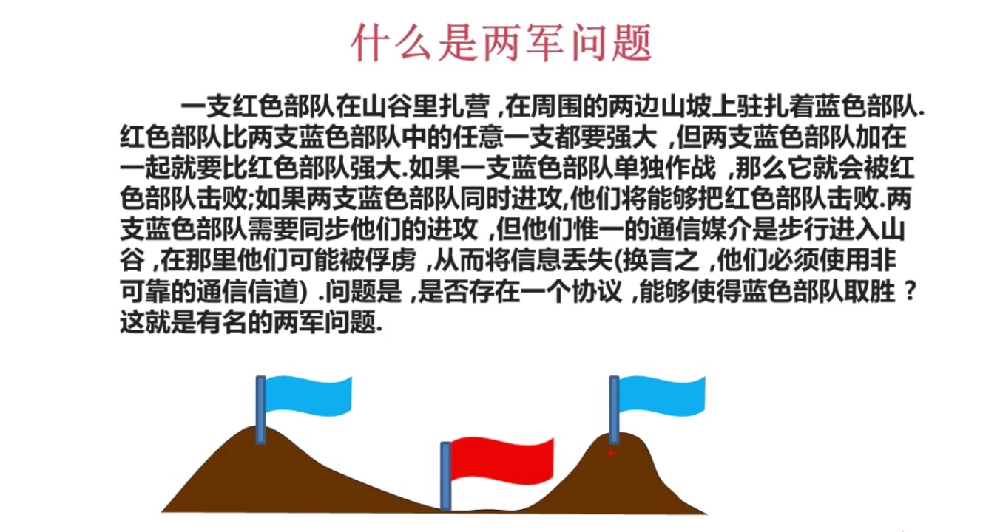 什么是两军问题
一支红色部队在山谷里扎营 ,在周围的两边山坡上驻扎着蓝色部队.
红色部队比两支蓝色部队中的任意一支都要强大 ,但两支蓝色部队加在
一起就要比红色部队强大.如果一支蓝色部队单独作战 ,那么它就会被红
色部队击败;如果两支蓝色部队同时进攻,他们将能够把红色部队击败.两
支蓝色部队需要同步他们的进攻 ,但他们惟一的通信媒介是步行进入山
谷 ,在那里他们可能被俘虏 ,从而将信息丢失(换言之 ,他们必须使用非
可靠的通信信道) .问题是 ,是否存在一个协议 ,能够使得蓝色部队取胜 ?
这就是有名的两军问题.